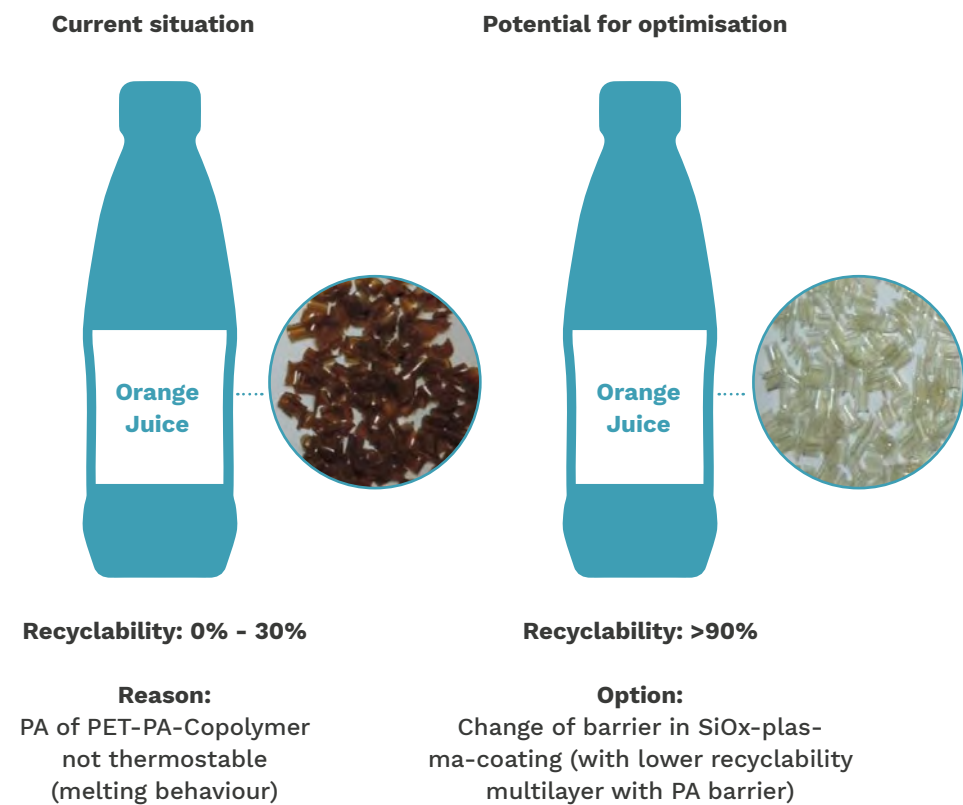 Current situation
Potential for optimisation
Orange
Juice
Orange
Juice
Recyclability: 0% - 30%
Reason:
PA of PET-PA-Copolymer
not thermostable
(melting behaviour)
Recyclability: >90%
Option:
Change of barrier in SiOx-plas-
ma-coating (with lower recyclability
multilayer with PA barrier)